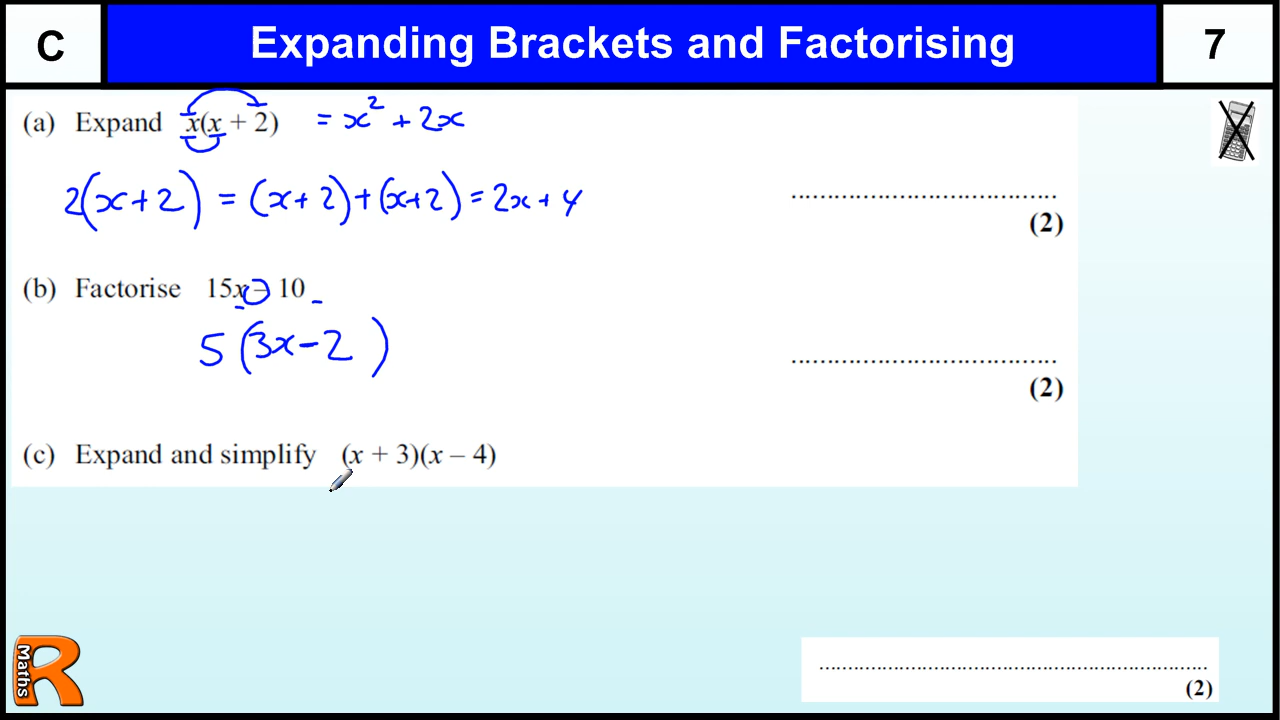 C Expanding Brackets and Factorising 7
(a) Expand x(x + 2) = x² + 2x
2(x+2) = (x+2)+(x+2) = 2x+4
(2)
(b) Factorise 15x – 10
5(3x-2 )
(2)
(c) Expand and simplify (x + 3)(x – 4)
R Maths
(2)